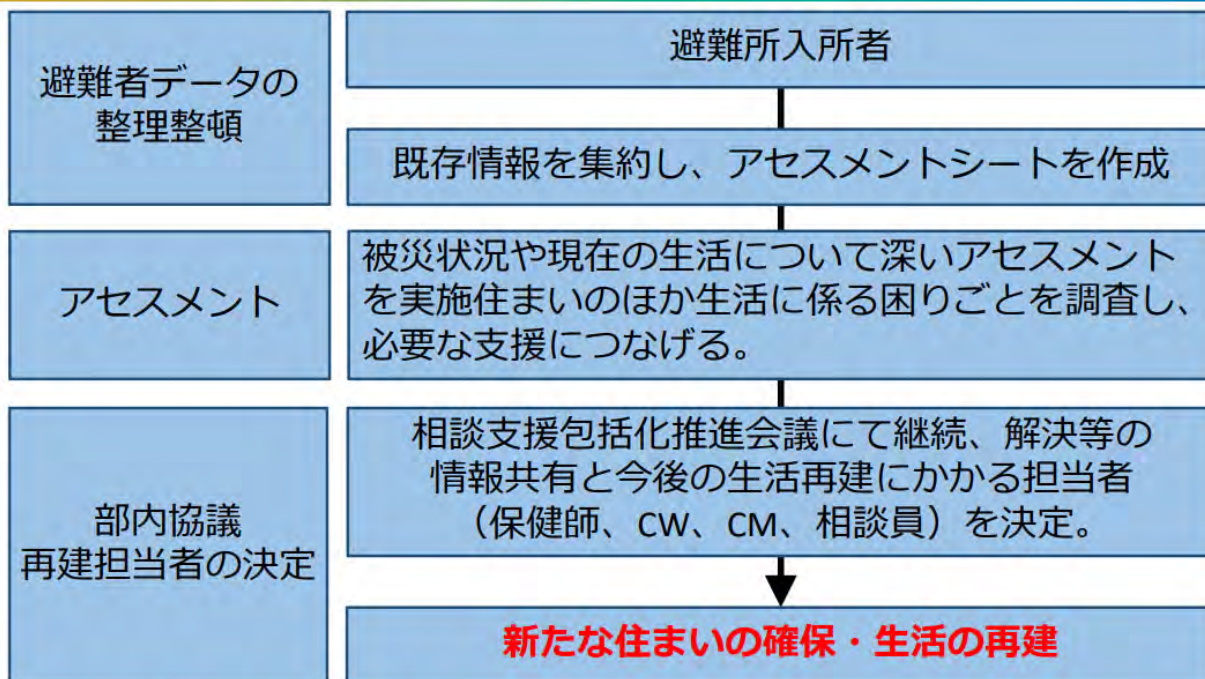 避難者データの
整理整頓
避難所入所者
既存情報を集約し、アセスメントシートを作成
アセスメント
被災状況や現在の生活について深いアセスメント
を実施住まいのほか生活に係る困りごとを調査し、
必要な支援につなげる。
部内協議
再建担当者の決定
相談支援包括化推進会議にて継続、解決等の
情報共有と今後の生活再建にかかる担当者
（保健師、CW、CM、相談員）を決定。
新たな住まいの確保・生活の再建